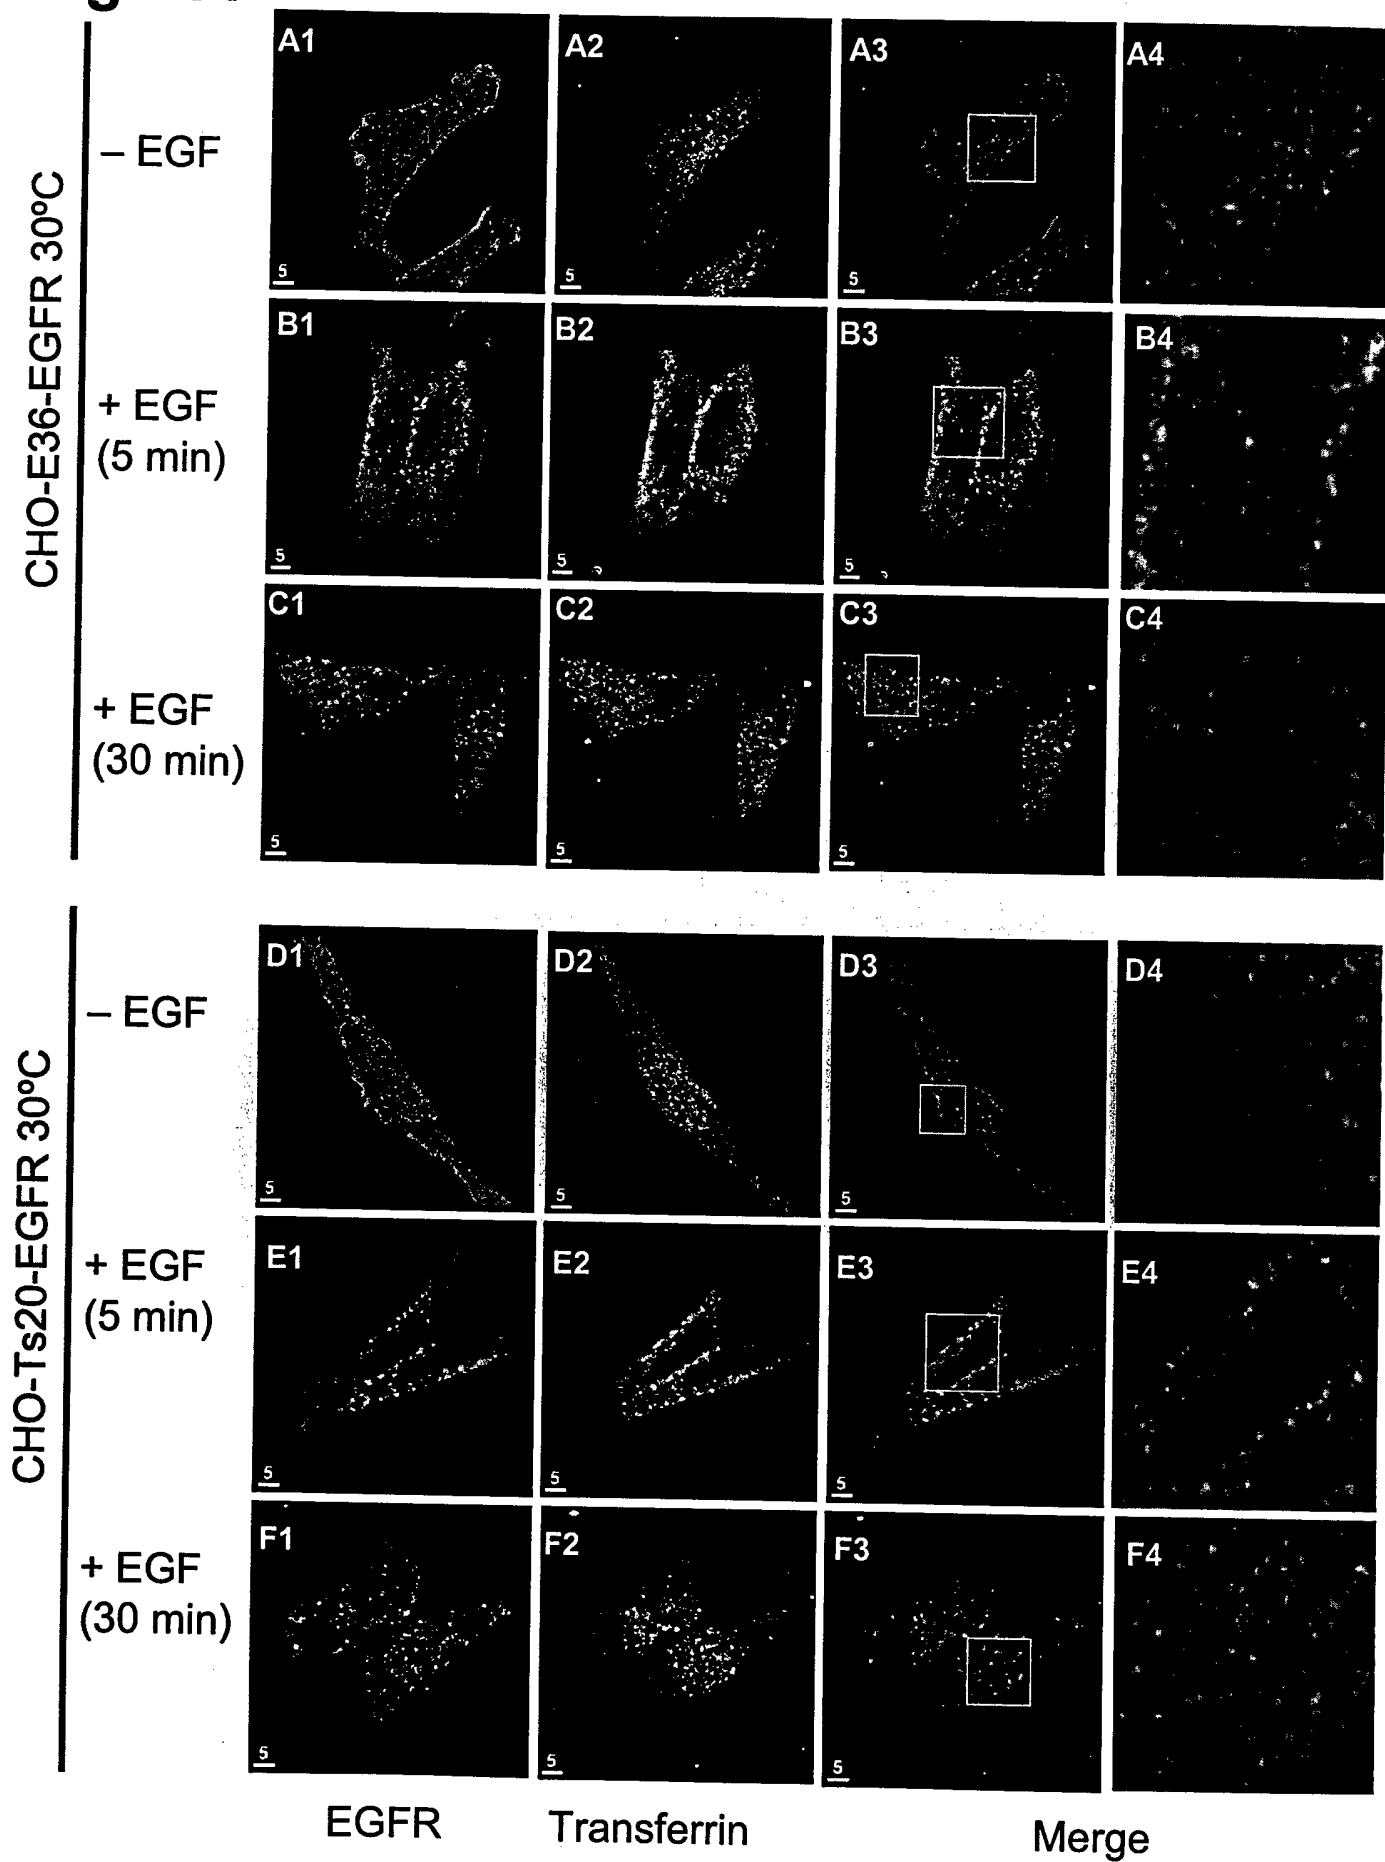 A1 A2 A3 A4
– EGF
5 5 5
B1 B2 B3 B4
+ EGF
(5 min)
5 5 5
C1 C2 C3 C4
+ EGF
(30 min)
5 5 5
CHO-E36-EGFR 30ºC
D1 D2 D3 D4
– EGF
5 5 5
E1 E2 E3 E4
+ EGF
(5 min)
5 5 5
F1 F2 F3 F4
+ EGF
(30 min)
5 5 5
CHO-Ts20-EGFR 30ºC
EGFR Transferrin Merge